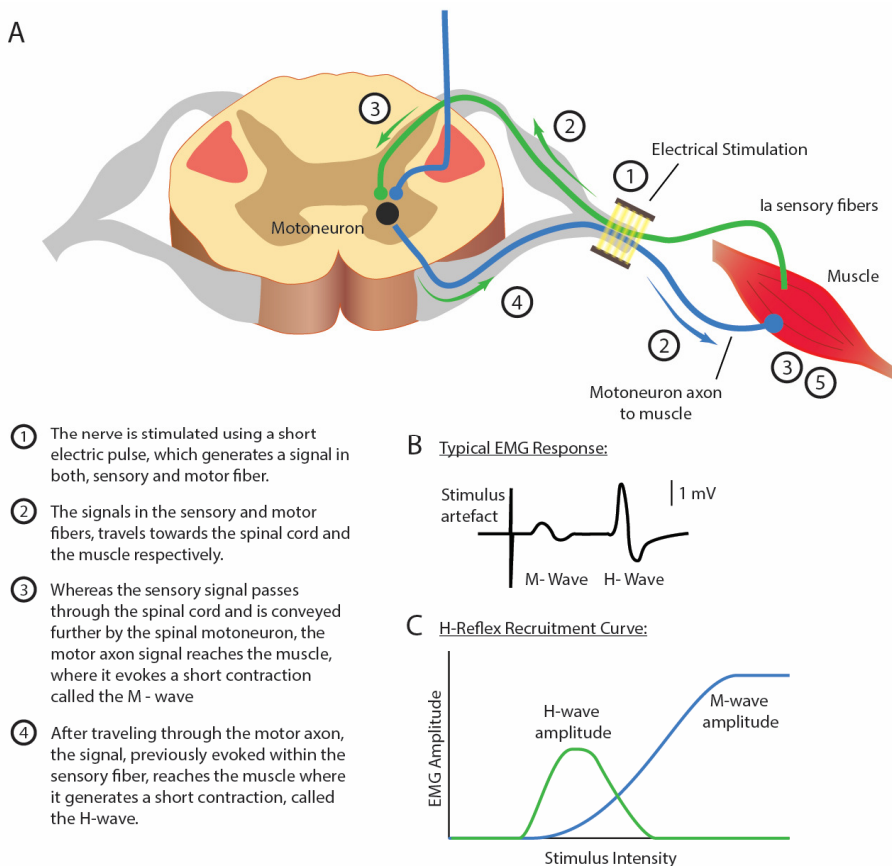 A
3
2
1
Electrical Stimulation
Ia sensory fibers
Motoneuron
Muscle
4
2
3
5
Motoneuron axon
to muscle
1
The nerve is stimulated using a short
electric pulse, which generates a signal in
both, sensory and motor fiber.
2
The signals in the sensory and motor
fibers, travels towards the spinal cord and
the muscle respectively.
3
Whereas the sensory signal passes
through the spinal cord and is conveyed
further by the spinal motoneuron, the
motor axon signal reaches the muscle,
where it evokes a short contraction
called the M - wave
4
After traveling through the motor axon,
the signal, previously evoked within the
sensory fiber, reaches the muscle where
it generates a short contraction, called
the H-wave.
B Typical EMG Response:
Stimulus
artefact
1 mV
M- Wave
H- Wave
C H-Reflex Recruitment Curve:
EMG Amplitude
H-wave
amplitude
M-wave
amplitude
Stimulus Intensity